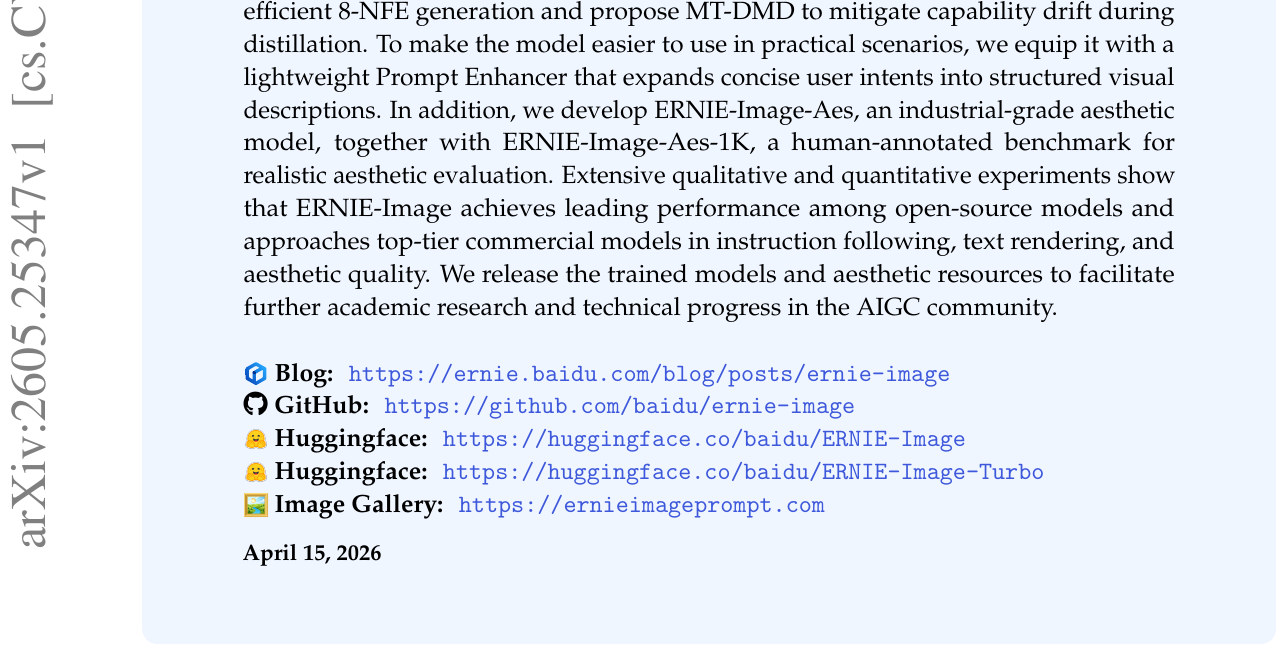 efficient 8-NFE generation and propose MT-DMD to mitigate capability drift during
distillation. To make the model easier to use in practical scenarios, we equip it with a
lightweight Prompt Enhancer that expands concise user intents into structured visual
descriptions. In addition, we develop ERNIE-Image-Aes, an industrial-grade aesthetic
model, together with ERNIE-Image-Aes-1K, a human-annotated benchmark for
realistic aesthetic evaluation. Extensive qualitative and quantitative experiments show
that ERNIE-Image achieves leading performance among open-source models and
approaches top-tier commercial models in instruction following, text rendering, and
aesthetic quality. We release the trained models and aesthetic resources to facilitate
further academic research and technical progress in the AIGC community.
Blog: https://ernie.baidu.com/blog/posts/ernie-image
GitHub: https://github.com/baidu/ernie-image
Huggingface: https://huggingface.co/baidu/ERNIE-Image
Huggingface: https://huggingface.co/baidu/ERNIE-Image-Turbo
Image Gallery: https://ernieimageprompt.com
April 15, 2026
arXiv:2605.25347v1 [cs.C